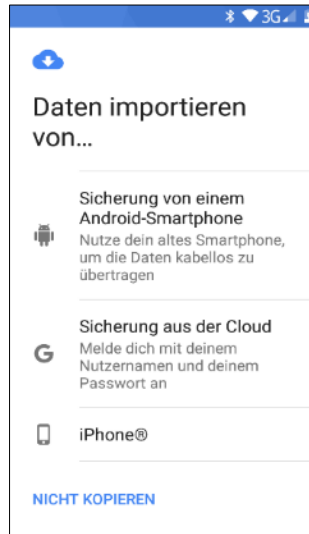 3G
Daten importieren
von...
Sicherung von einem
Android-Smartphone
Nutze dein altes Smartphone,
um die Daten kabellos zu
übertragen
Sicherung aus der Cloud
Melde dich mit deinem
Nutzernamen und deinem
Passwort an
iPhone®
NICHT KOPIEREN